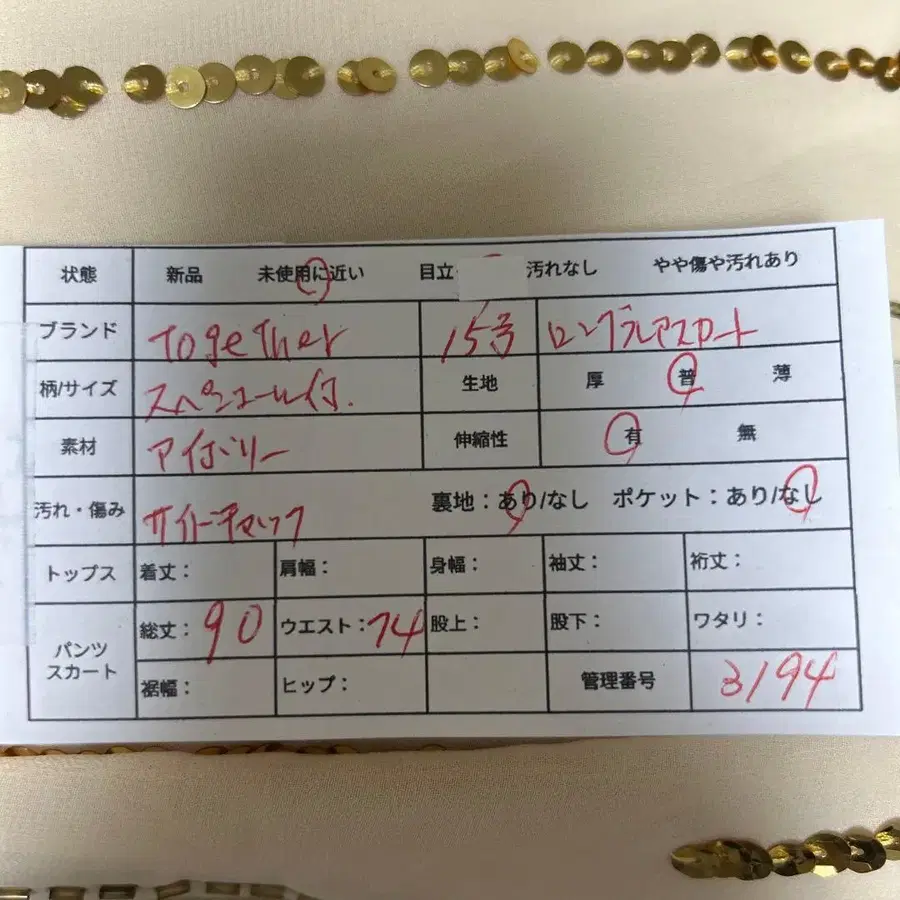 状態 新品 未使用に近い 目立 汚れなし やや傷や汚れあり
ブランド Together 15号 ロングフレアスカート
柄/サイズ 生地 厚 普 薄
素材 アイボリー 伸縮性 有 無
汚れ・傷み サイドチャック 裏地：あり/なし ポケット：あり/なし
トップス 着丈： 肩幅： 身幅： 袖丈： 裄丈：
パンツ スカート 総丈：90 ウエスト：74 股上： 股下： ワタリ：
裾幅： ヒップ： 管理番号 3194